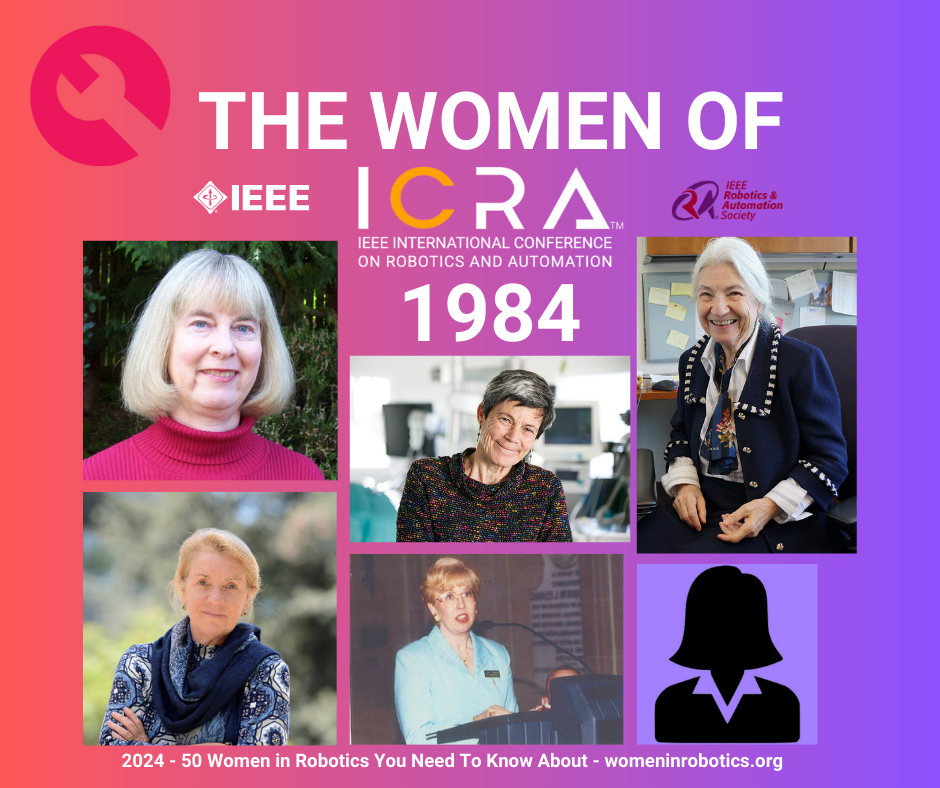 THE WOMEN OF
IEEE
ICRA™
IEEE INTERNATIONAL CONFERENCE
ON ROBOTICS AND AUTOMATION
IEEE
Robotics &
Automation
Society®
1984
2024 - 50 Women in Robotics You Need To Know About - womeninrobotics.org